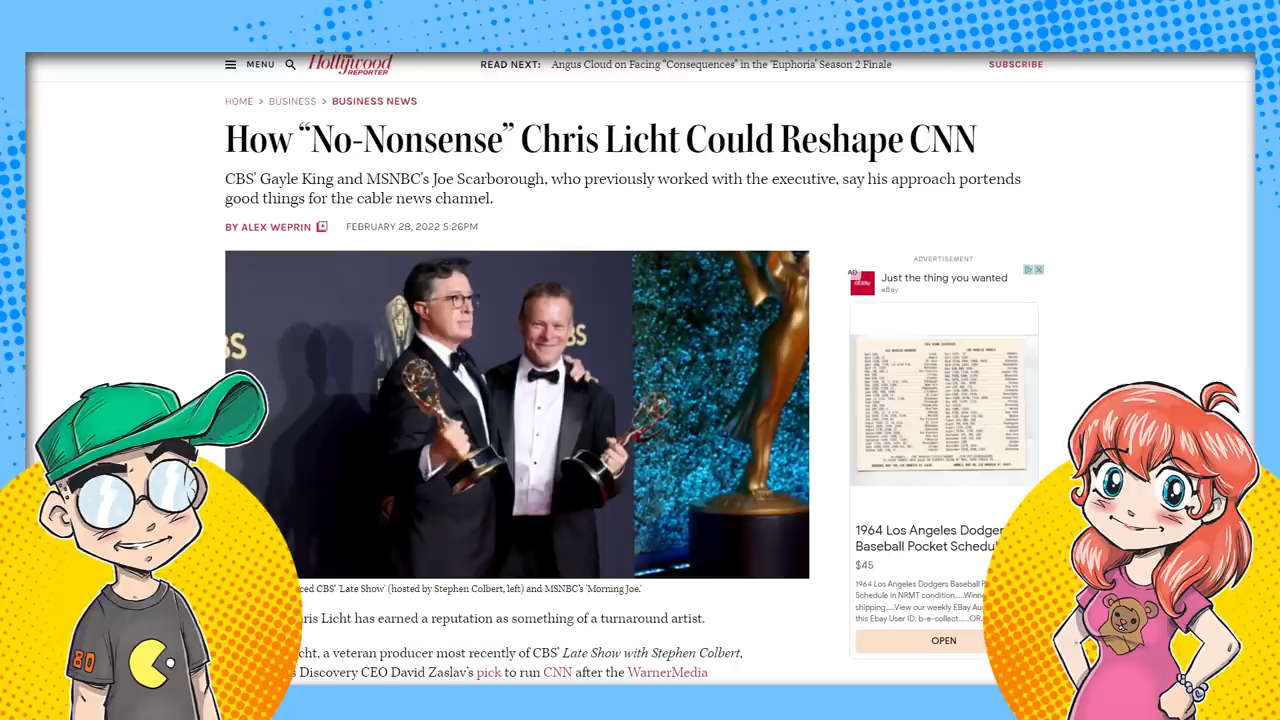 MENU
The Hollywood REPORTER
READ NEXT: Angus Cloud on Facing “Consequences” in the ‘Euphoria’ Season 2 Finale
SUBSCRIBE
HOME > BUSINESS > BUSINESS NEWS
How “No-Nonsense” Chris Licht Could Reshape CNN
CBS’ Gayle King and MSNBC’s Joe Scarborough, who previously worked with the executive, say his approach portends
good things for the cable news channel.
BY ALEX WEPRIN
FEBRUARY 28, 2022 5:26PM
BS
BS
ced CBS' 'Late Show' (hosted by Stephen Colbert, left) and MSNBC's 'Morning Joe.'
ris Licht has earned a reputation as something of a turnaround artist.
cht, a veteran producer most recently of CBS’ Late Show with Stephen Colbert,
s Discovery CEO David Zaslav’s pick to run CNN after the WarnerMedia
ADVERTISEMENT
AD
ebay
Just the thing you wanted
eBay
1964 Los Angeles Dodger
Baseball Pocket Schedu
$45
1964 Los Angeles Dodgers Baseball P
Schedule in NRMT condition.....Winn
shipping.....View our weekly EBay Au
this Ebay User ID: b-e-collect.......OR
OPEN
80